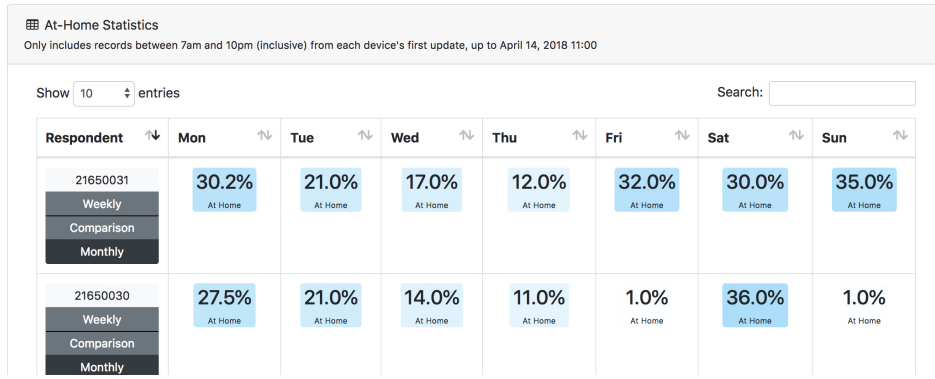 At-Home Statistics
Only includes records between 7am and 10pm (inclusive) from each device's first update, up to April 14, 2018 11:00
Show 10 entries Search:
Respondent Mon Tue Wed Thu Fri Sat Sun
21650031 30.2% 21.0% 17.0% 12.0% 32.0% 30.0% 35.0%
Weekly At Home At Home At Home At Home At Home At Home At Home
Comparison
Monthly
21650030 27.5% 21.0% 14.0% 11.0% 1.0% 36.0% 1.0%
Weekly At Home At Home At Home At Home At Home At Home At Home
Comparison
Monthly